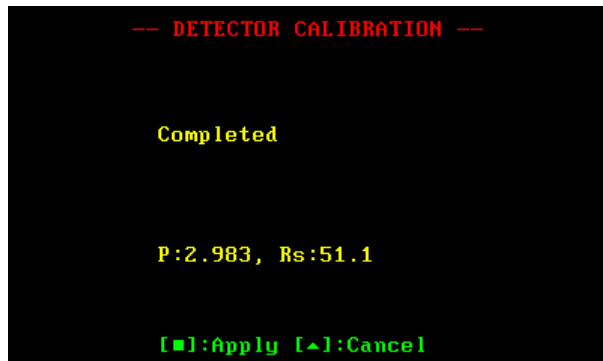 —— DETECTOR CALIBRATION ——
Completed
P:2.983, Rs:51.1
[■]:Apply [▲]:Cancel